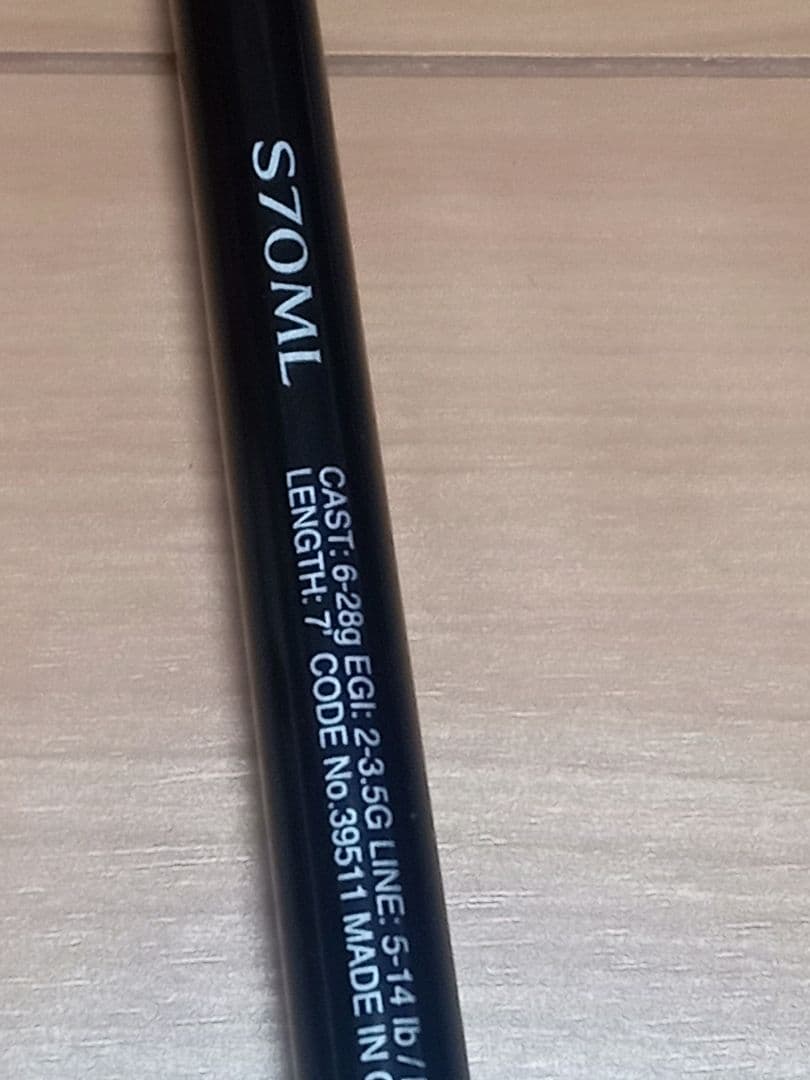 S70ML
CAST: 6-28g EGI: 2-3.5G LINE: 5-14 lb /
LENGTH: 7' CODE No.39511 MADE IN